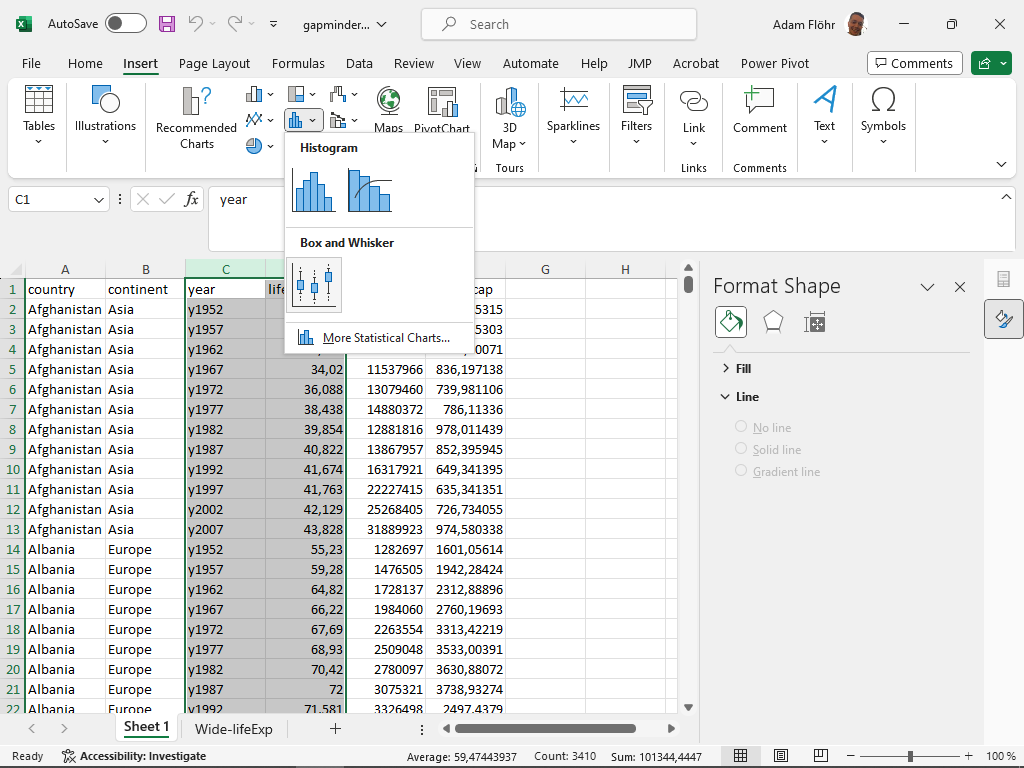 AutoSave gapminder... Search Adam Flöhr
File Home Insert Page Layout Formulas Data Review View Automate Help JMP Acrobat Power Pivot Comments
Tables Illustrations Recommended Charts Maps PivotChart 3D Map Sparklines Filters Link Comment Text Symbols
Tours Links Comments
Histogram
C1 fx year
Box and Whisker
More Statistical Charts...
A B C G H
1 country continent year
2 Afghanistan Asia y1952
3 Afghanistan Asia y1957
4 Afghanistan Asia y1962
5 Afghanistan Asia y1967 34,02 11537966 836,197138
6 Afghanistan Asia y1972 36,088 13079460 739,981106
7 Afghanistan Asia y1977 38,438 14880372 786,11336
8 Afghanistan Asia y1982 39,854 12881816 978,011439
9 Afghanistan Asia y1987 40,822 13867957 852,395945
10 Afghanistan Asia y1992 41,674 16317921 649,341395
11 Afghanistan Asia y1997 41,763 22227415 635,341351
12 Afghanistan Asia y2002 42,129 25268405 726,734055
13 Afghanistan Asia y2007 43,828 31889923 974,580338
14 Albania Europe y1952 55,23 1282697 1601,05614
15 Albania Europe y1957 59,28 1476505 1942,28424
16 Albania Europe y1962 64,82 1728137 2312,88896
17 Albania Europe y1967 66,22 1984060 2760,19693
18 Albania Europe y1972 67,69 2263554 3313,42219
19 Albania Europe y1977 68,93 2509048 3533,00391
20 Albania Europe y1982 70,42 2780097 3630,88072
21 Albania Europe y1987 72 3075321 3738,93274
22 Albania Europe y1992 71,581 3326498 2497,4379
Format Shape
Fill
Line
No line
Solid line
Gradient line
Sheet 1 Wide-lifeExp
Ready Accessibility: Investigate Average: 59,47443937 Count: 3410 Sum: 101344,4447 100 %